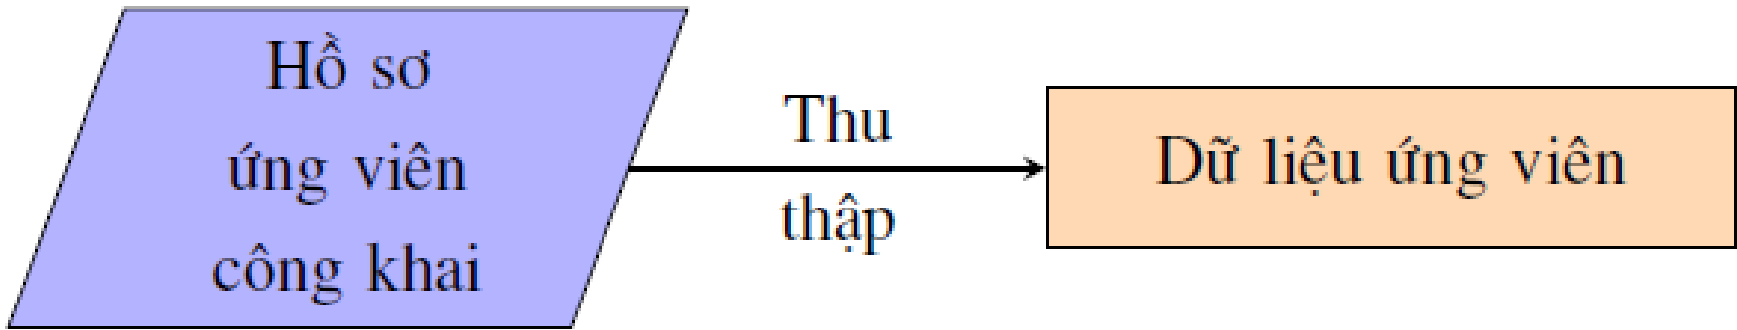 Hồ sơ
ứng viên
công khai
Thu
thập
Dữ liệu ứng viên